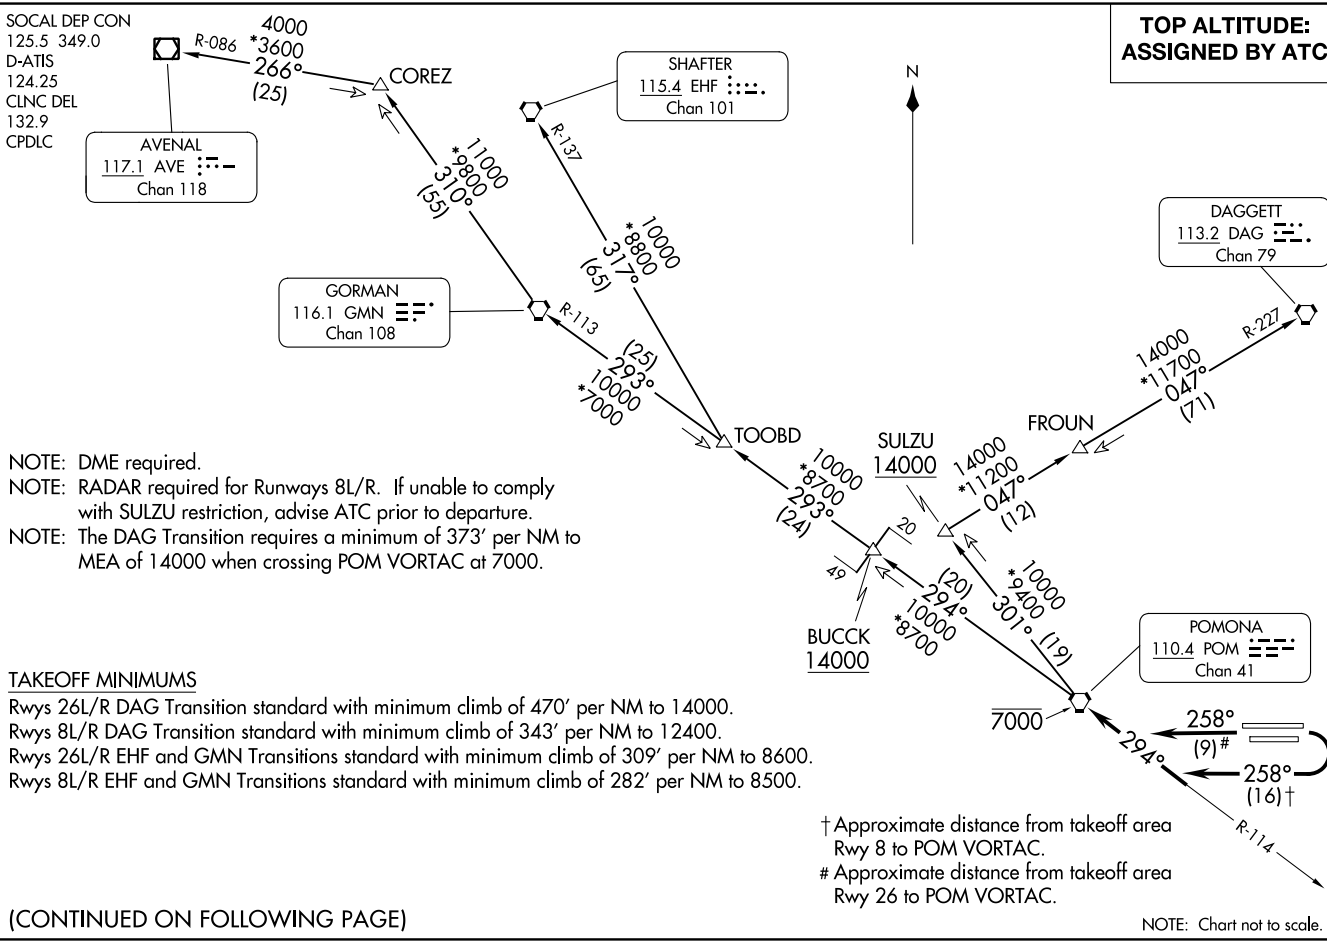 SOCAL DEP CON
125.5 349.0
D-ATIS
124.25
CLNC DEL
132.9
CPDLC
TOP ALTITUDE:
ASSIGNED BY ATC
R-086
4000
*3600
266°
(25)
COREZ
AVENAL
117.1 AVE
Chan 118
SHAFTER
115.4 EHF
Chan 101
N
R-137
11000
*9800
310°
(55)
10000
*8800
317°
(65)
DAGGETT
113.2 DAG
Chan 79
GORMAN
116.1 GMN
Chan 108
R-113
(25)
293°
10000
*7000
R-227
14000
*11700
047°
(71)
TOOBD
SULZU
14000
FROUN
14000
*11200
047°
(12)
10000
*8700
293°
(24)
20
49
BUCCK
14000
(20)
294°
10000
*8700
10000
*9400
301°
(19)
NOTE: DME required.
NOTE: RADAR required for Runways 8L/R. If unable to comply
with SULZU restriction, advise ATC prior to departure.
NOTE: The DAG Transition requires a minimum of 373' per NM to
MEA of 14000 when crossing POM VORTAC at 7000.
POMONA
110.4 POM
Chan 41
7000
294°
258°
(9)#
258°
(16)†
R-114
TAKEOFF MINIMUMS
Rwys 26L/R DAG Transition standard with minimum climb of 470' per NM to 14000.
Rwys 8L/R DAG Transition standard with minimum climb of 343' per NM to 12400.
Rwys 26L/R EHF and GMN Transitions standard with minimum climb of 309' per NM to 8600.
Rwys 8L/R EHF and GMN Transitions standard with minimum climb of 282' per NM to 8500.
† Approximate distance from takeoff area
Rwy 8 to POM VORTAC.
# Approximate distance from takeoff area
Rwy 26 to POM VORTAC.
(CONTINUED ON FOLLOWING PAGE)
NOTE: Chart not to scale.